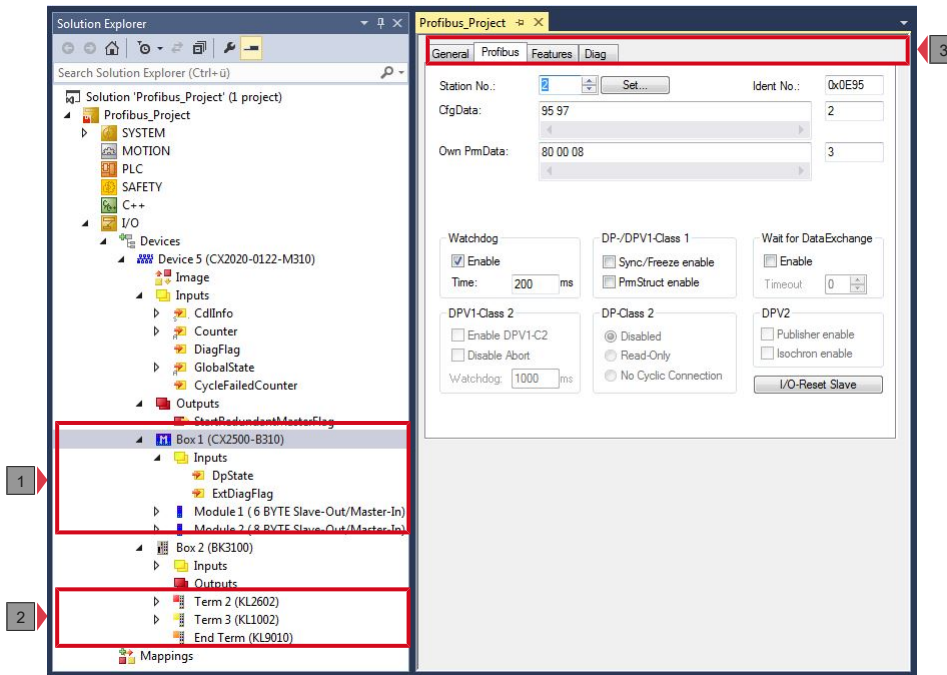 Solution Explorer
Search Solution Explorer (Ctrl+ü)
Solution 'Profibus_Project' (1 project)
Profibus_Project
SYSTEM
MOTION
PLC
SAFETY
C++
I/O
Devices
Device 5 (CX2020-0122-M310)
Image
Inputs
CdlInfo
Counter
DiagFlag
GlobalState
CycleFailedCounter
Outputs
StartRedundantMasterFlag
Box 1 (CX2500-B310)
Inputs
DpState
ExtDiagFlag
Module 1 ( 6 BYTE Slave-Out/Master-In)
Module 2 ( 8 BYTE Slave-Out/Master-In)
Box 2 (BK3100)
Inputs
Outputs
Term 2 (KL2602)
Term 3 (KL1002)
End Term (KL9010)
Mappings
1
2
Profibus_Project
General Profibus Features Diag
3
Station No.: 2 Set... Ident No.: 0x0E95
CfgData: 95 97 2
Own PrmData: 80 00 08 3
Watchdog
Enable
Time: 200 ms
DP-/DPV1-Class 1
Sync/Freeze enable
PrmStruct enable
Wait for DataExchange
Enable
Timeout 0
DPV1-Class 2
Enable DPV1-C2
Disable Abort
Watchdog: 1000 ms
DP-Class 2
Disabled
Read-Only
No Cyclic Connection
DPV2
Publisher enable
Isochron enable
I/O-Reset Slave